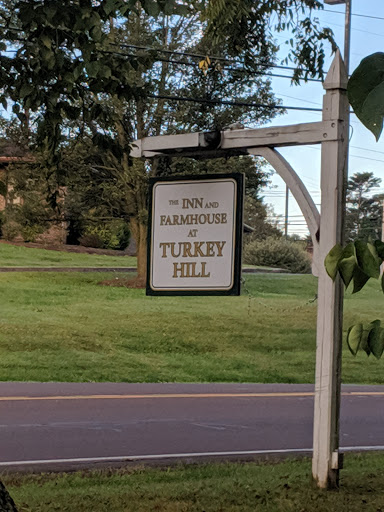 THE INN AND
FARMHOUSE
AT
TURKEY
HILL